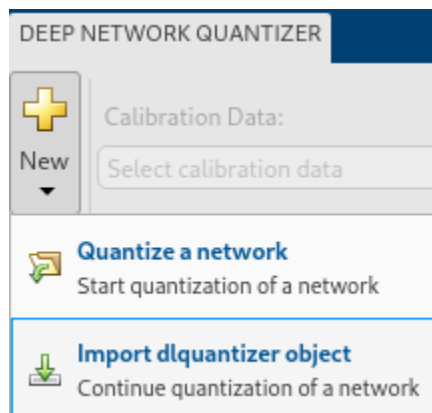 DEEP NETWORK QUANTIZER
Calibration Data:
New
Select calibration data
Quantize a network
Start quantization of a network
Import dlquantizer object
Continue quantization of a network